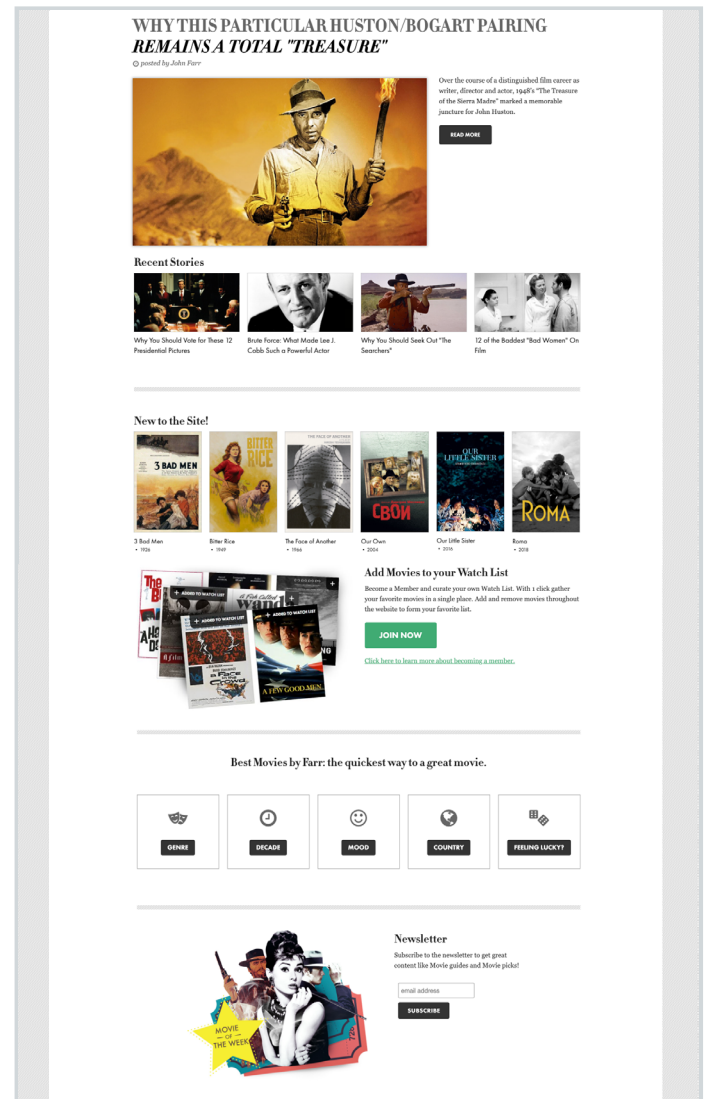 WHY THIS PARTICULAR HUSTON/BOGART PAIRING
REMAINS A TOTAL "TREASURE"
posted by John Farr
Over the course of a distinguished film career as
writer, director and actor, 1948's "The Treasure
of the Sierra Madre" marked a memorable
juncture for John Huston.
READ MORE
Recent Stories
Why You Should Vote for These 12
Presidential Pictures
Brute Force: What Made Lee J.
Cobb Such a Powerful Actor
Why You Should Seek Out "The
Searchers"
12 of the Baddest "Bad Women" On
Film
New to the Site!
3 BAD MEN
BITTER
RICE
THE FACE OF ANOTHER
СВОИ
OUR
LITTLE SISTER
ROMA
3 Bad Men
• 1926
Bitter Rice
• 1949
The Face of Another
• 1966
Our Own
• 2004
Our Little Sister
• 2016
Roma
• 2018
+ ADDED TO WATCH LIST
+ ADDED TO WATCH LIST
a Face
in the
Crowd
A FEW GOOD MEN
Add Movies to your Watch List
Become a Member and curate your own Watch List. With 1 click gather
your favorite movies in a single place. Add and remove movies throughout
the website to form your favorite list.
JOIN NOW
Click here to learn more about becoming a member.
Best Movies by Farr: the quickest way to a great movie.
GENRE
DECADE
MOOD
COUNTRY
FEELING LUCKY?
MOVIE
OF
THE WEEK
Newsletter
Subscribe to the newsletter to get great
content like Movie guides and Movie picks!
email address
SUBSCRIBE